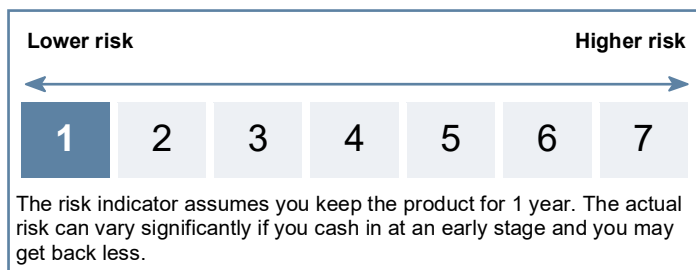 Lower risk Higher risk
1 2 3 4 5 6 7
The risk indicator assumes you keep the product for 1 year. The actual
risk can vary significantly if you cash in at an early stage and you may
get back less.